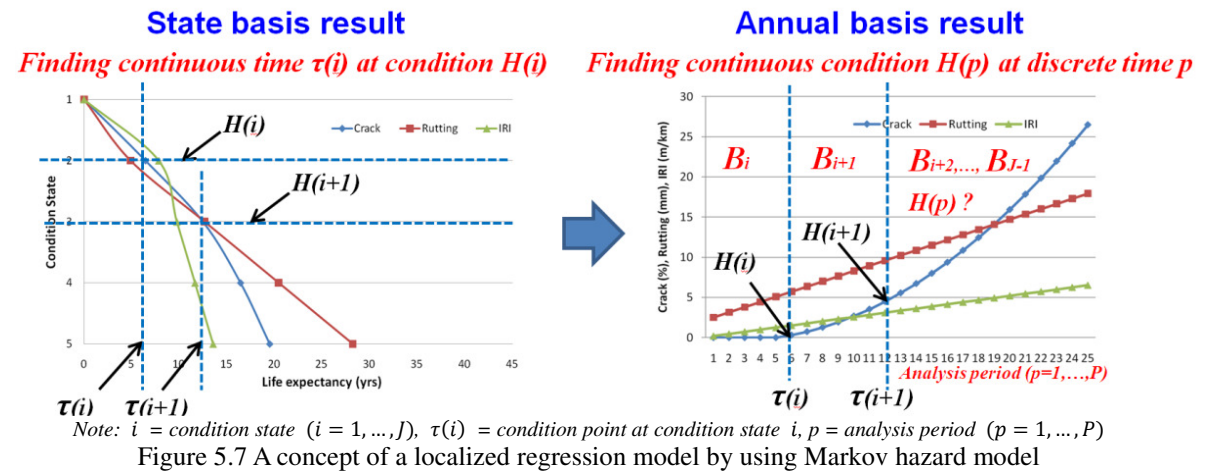 State basis result
Finding continuous time τ(i) at condition H(i)
1
2
3
4
5
Condition State
H(i)
Crack Rutting IRI
H(i+1)
0 5 10 15 20 25 30 35 40 45
Life expectancy (yrs)
τ(i) τ(i+1)
Annual basis result
Finding continuous condition H(p) at discrete time p
30
25
20
15
10
5
0
Crack (%), Rutting (mm), IRI (m/km)
Crack Rutting IRI
Bi Bi+1 Bi+2,..., BJ-1
H(p) ?
H(i+1)
H(i)
1 2 3 4 5 6 7 8 9 10 11 12 13 14 15 16 17 18 19 20 21 22 23 24 25
Analysis period (p=1,...,P)
τ(i) τ(i+1)
Note: i = condition state (i = 1, ... , J), τ(i) = condition point at condition state i, p = analysis period (p = 1, ... , P)
Figure 5.7 A concept of a localized regression model by using Markov hazard model